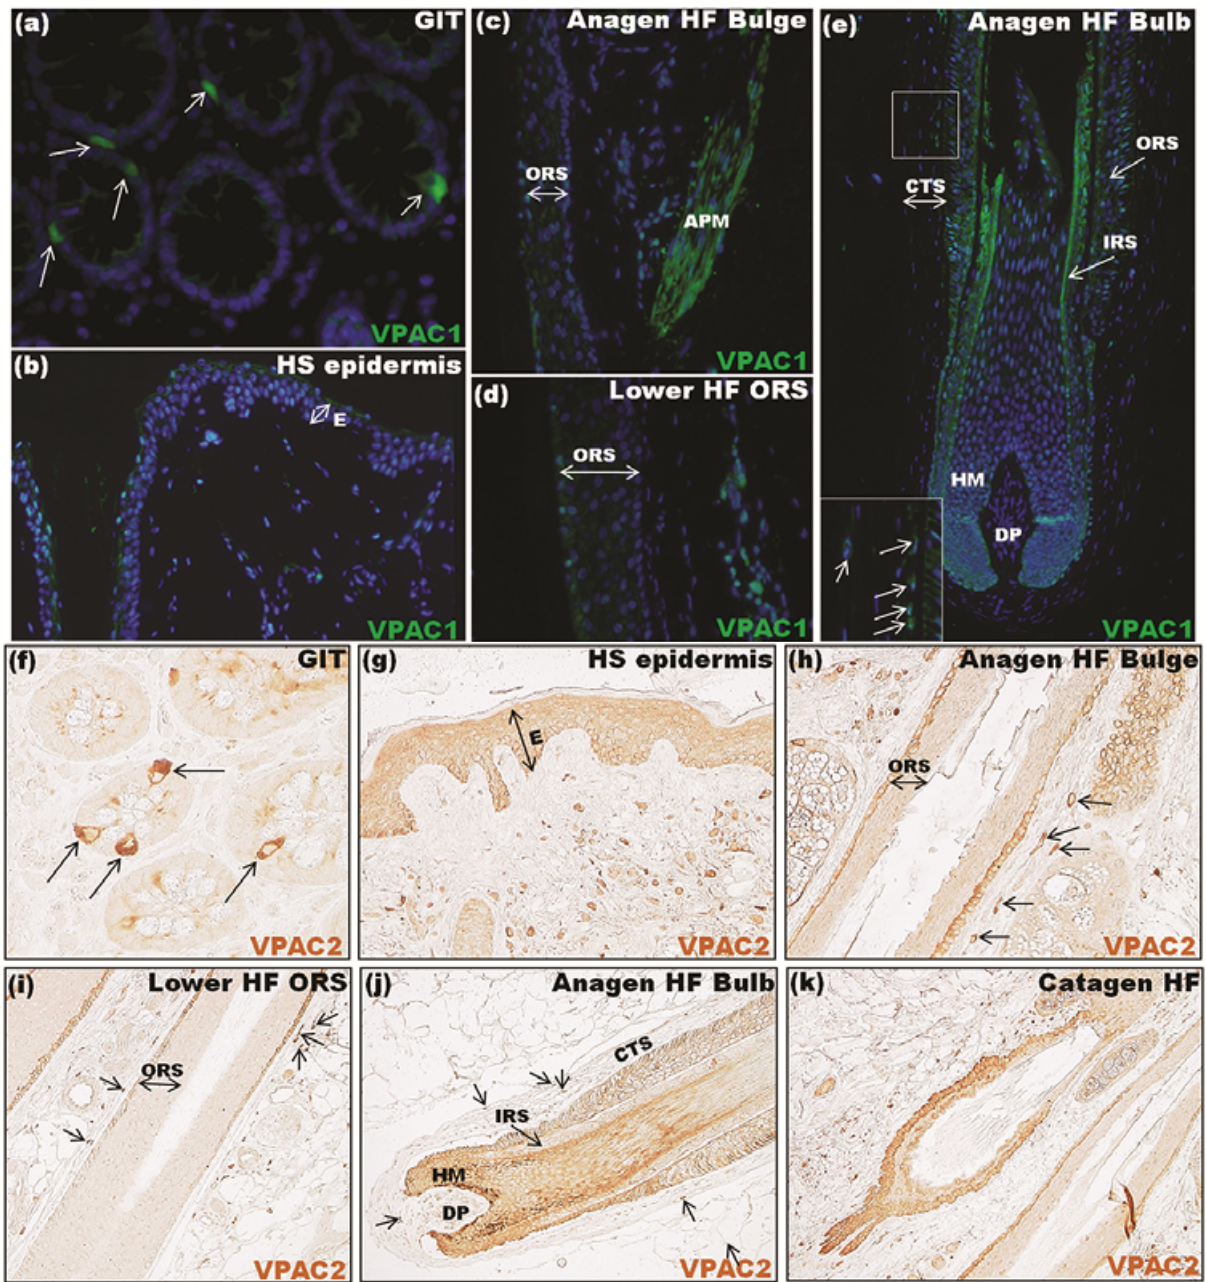 (a) GIT
VPAC1
(b) HS epidermis
E
VPAC1
(c) Anagen HF Bulge
ORS
APM
VPAC1
(d) Lower HF ORS
ORS
VPAC1
(e) Anagen HF Bulb
ORS
CTS
IRS
HM
DP
VPAC1
(f) GIT
VPAC2
(g) HS epidermis
E
VPAC2
(h) Anagen HF Bulge
ORS
VPAC2
(i) Lower HF ORS
ORS
VPAC2
(j) Anagen HF Bulb
CTS
IRS
HM
DP
VPAC2
(k) Catagen HF
VPAC2